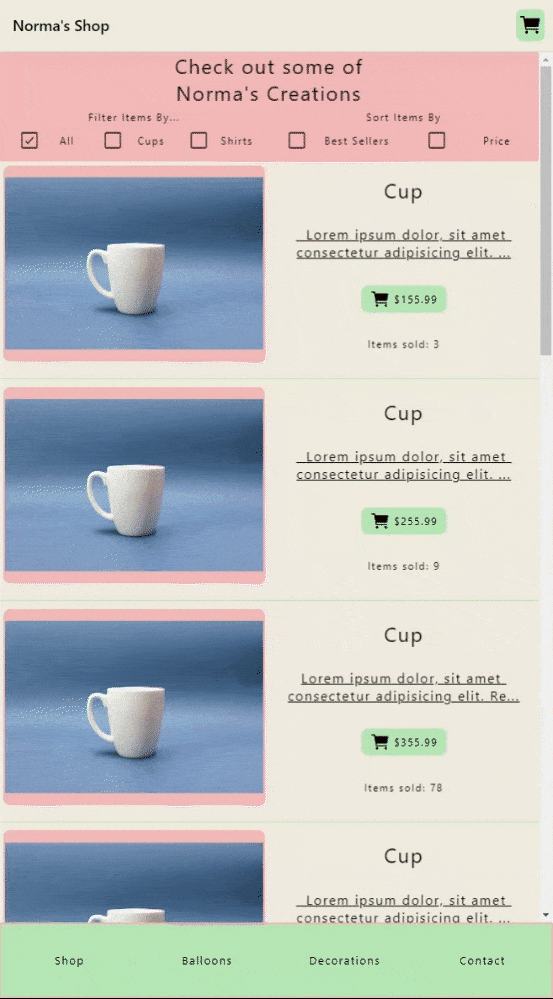 Norma's Shop
Check out some of
Norma's Creations
Filter Items By...
Sort Items By
All
Cups
Shirts
Best Sellers
Price
Cup
Lorem ipsum dolor, sit amet
consectetur adipisicing elit. ...
$155.99
Items sold: 3
Cup
Lorem ipsum dolor, sit amet
consectetur adipisicing elit. ...
$255.99
Items sold: 9
Cup
Lorem ipsum dolor, sit amet
consectetur adipisicing elit. Re...
$355.99
Items sold: 78
Cup
Lorem ipsum dolor, sit amet
consectetur adipisicing elit. ...
Shop
Balloons
Decorations
Contact